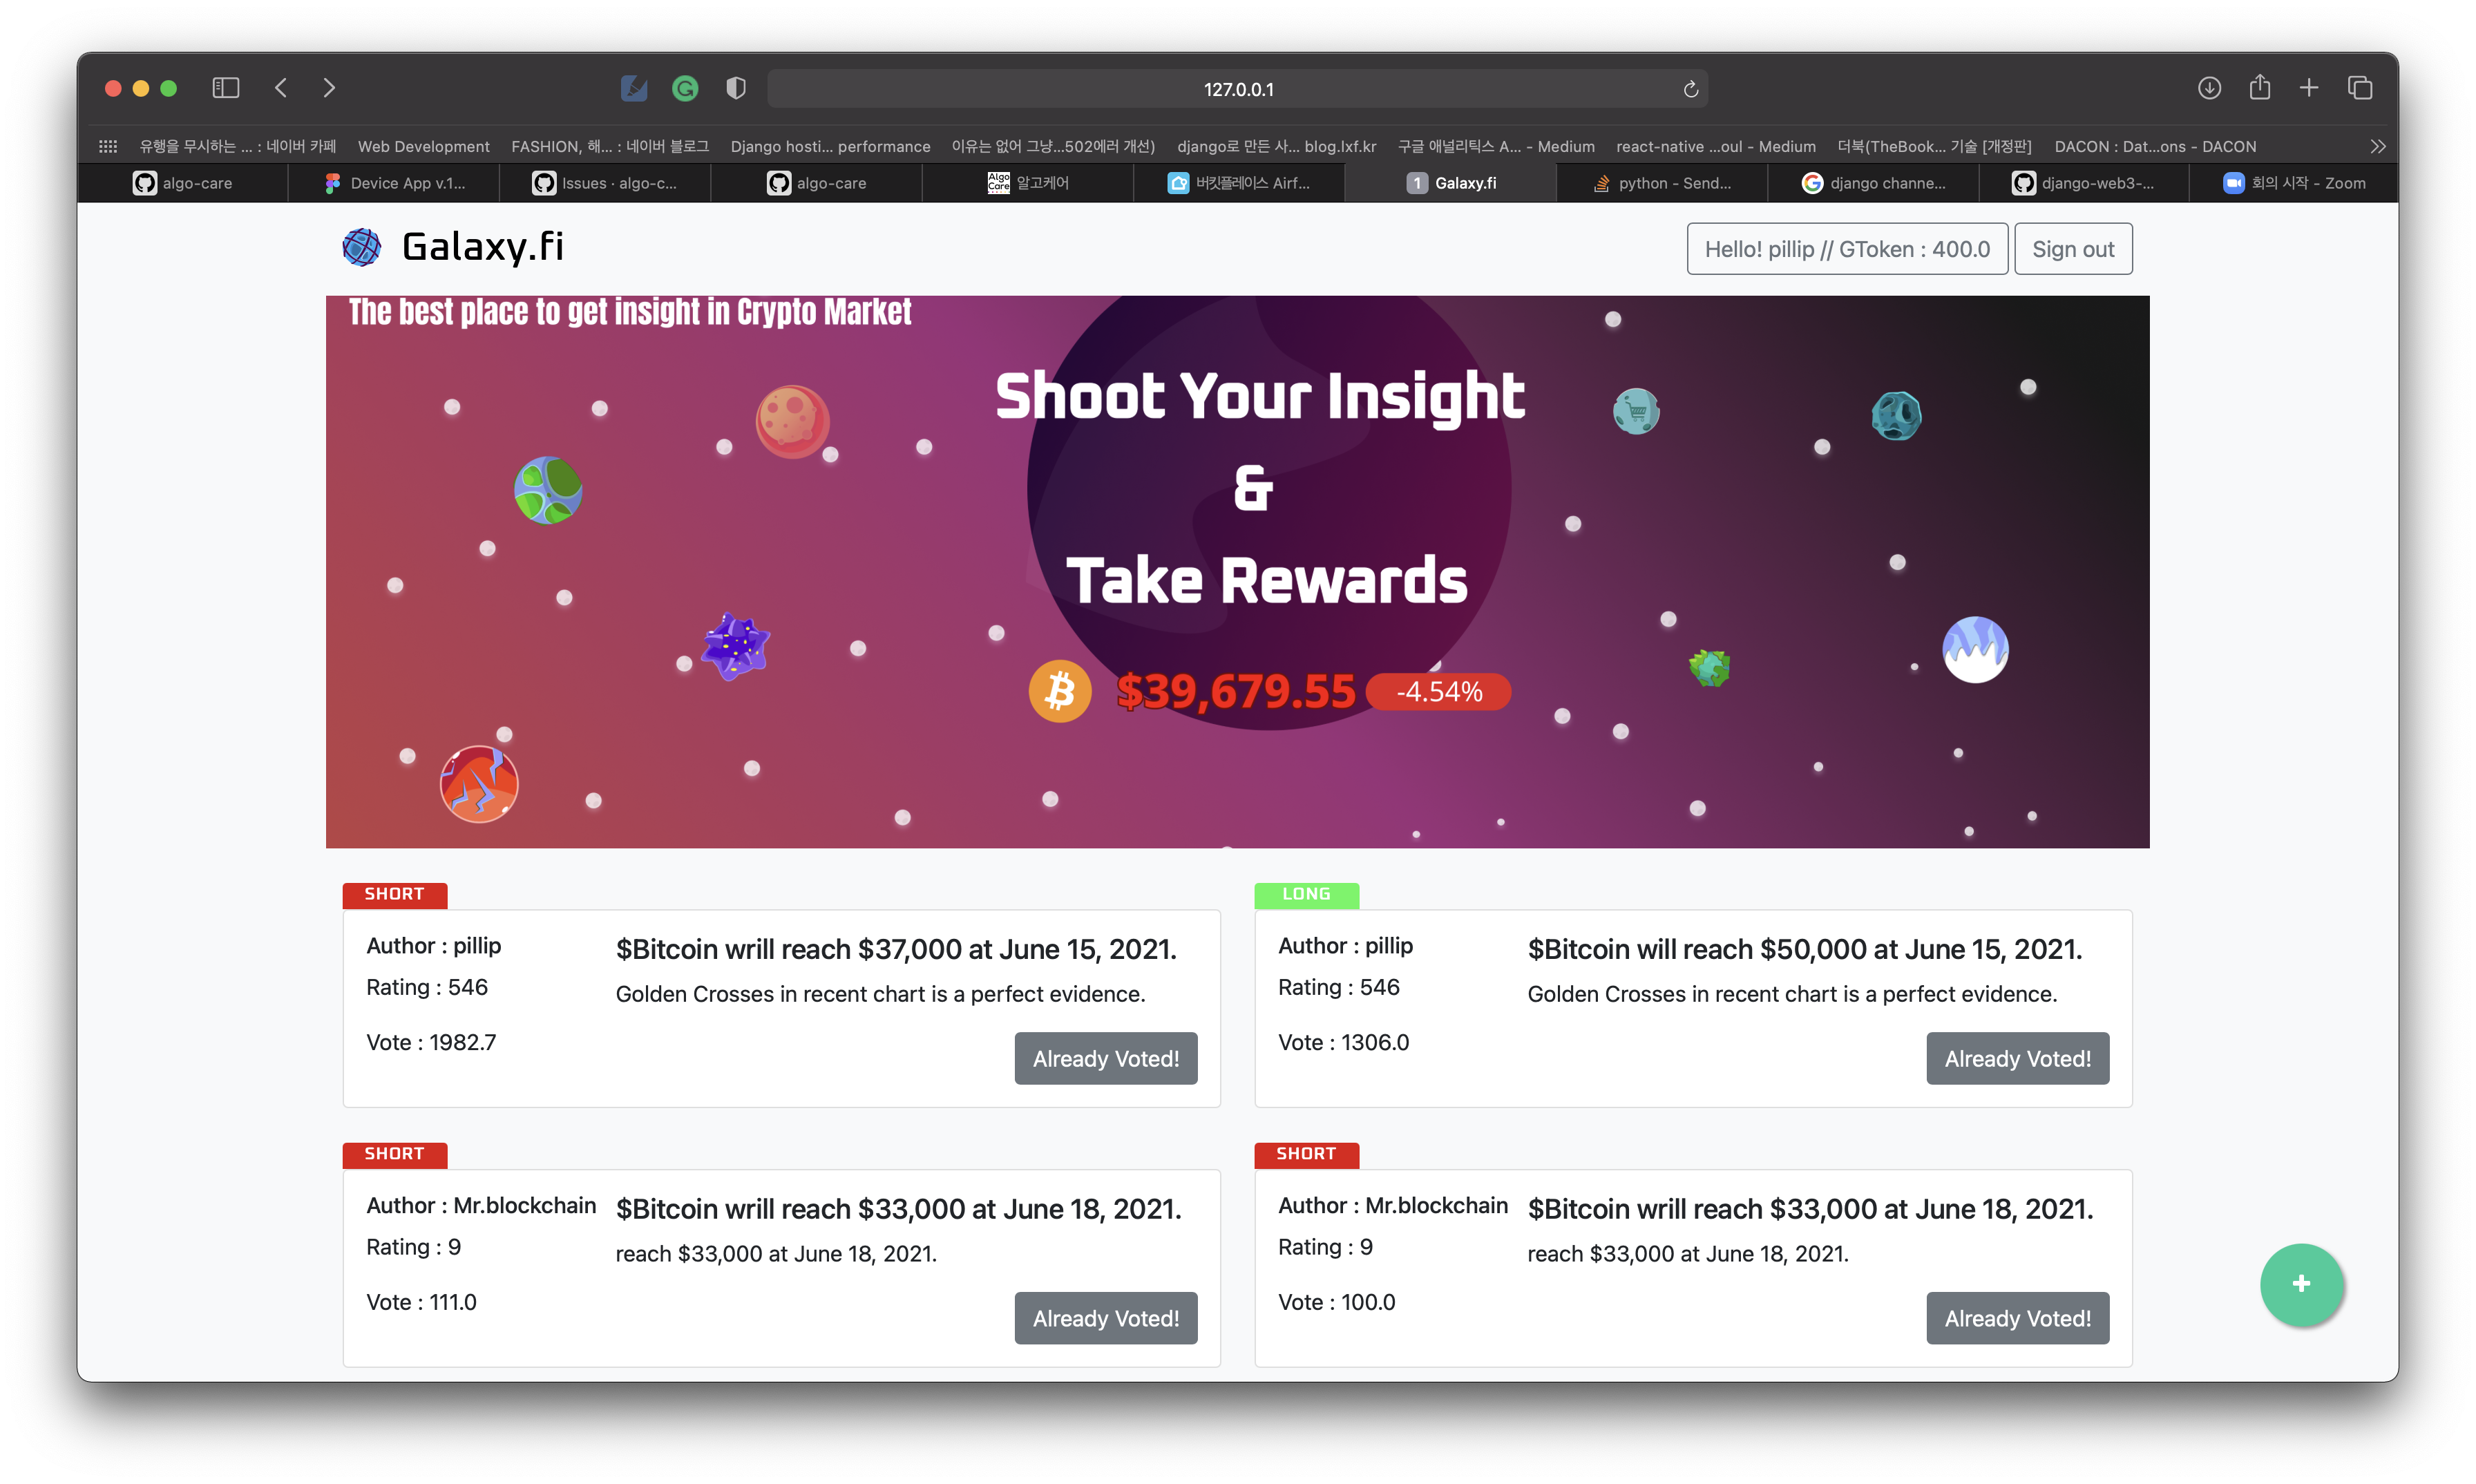 127.0.0.1
유행을 무시하는 ... : 네이버 카페 Web Development FASHION, 해... : 네이버 블로그 Django hosti... performance 이유는 없어 그냥...502에러 개선) django로 만든 사... blog.lxf.kr 구글 애널리틱스 A... - Medium react-native ...oul - Medium 더북(TheBook... 기술 [개정판] DACON : Dat...ons - DACON
algo-care Device App v.1... Issues · algo-c... algo-care Algo Care 알고케어 버킷플레이스 Airf... 1 Galaxy.fi python - Send... django channe... django-web3-... 회의 시작 - Zoom
Galaxy.fi Hello! pillip // GToken : 400.0 Sign out
The best place to get insight in Crypto Market
Shoot Your Insight
&
Take Rewards
$39,679.55 -4.54%
SHORT
Author : pillip $Bitcoin wrill reach $37,000 at June 15, 2021.
Rating : 546 Golden Crosses in recent chart is a perfect evidence.
Vote : 1982.7 Already Voted!
LONG
Author : pillip $Bitcoin will reach $50,000 at June 15, 2021.
Rating : 546 Golden Crosses in recent chart is a perfect evidence.
Vote : 1306.0 Already Voted!
SHORT
Author : Mr.blockchain $Bitcoin wrill reach $33,000 at June 18, 2021.
Rating : 9 reach $33,000 at June 18, 2021.
Vote : 111.0 Already Voted!
SHORT
Author : Mr.blockchain $Bitcoin wrill reach $33,000 at June 18, 2021.
Rating : 9 reach $33,000 at June 18, 2021.
Vote : 100.0 Already Voted!
+